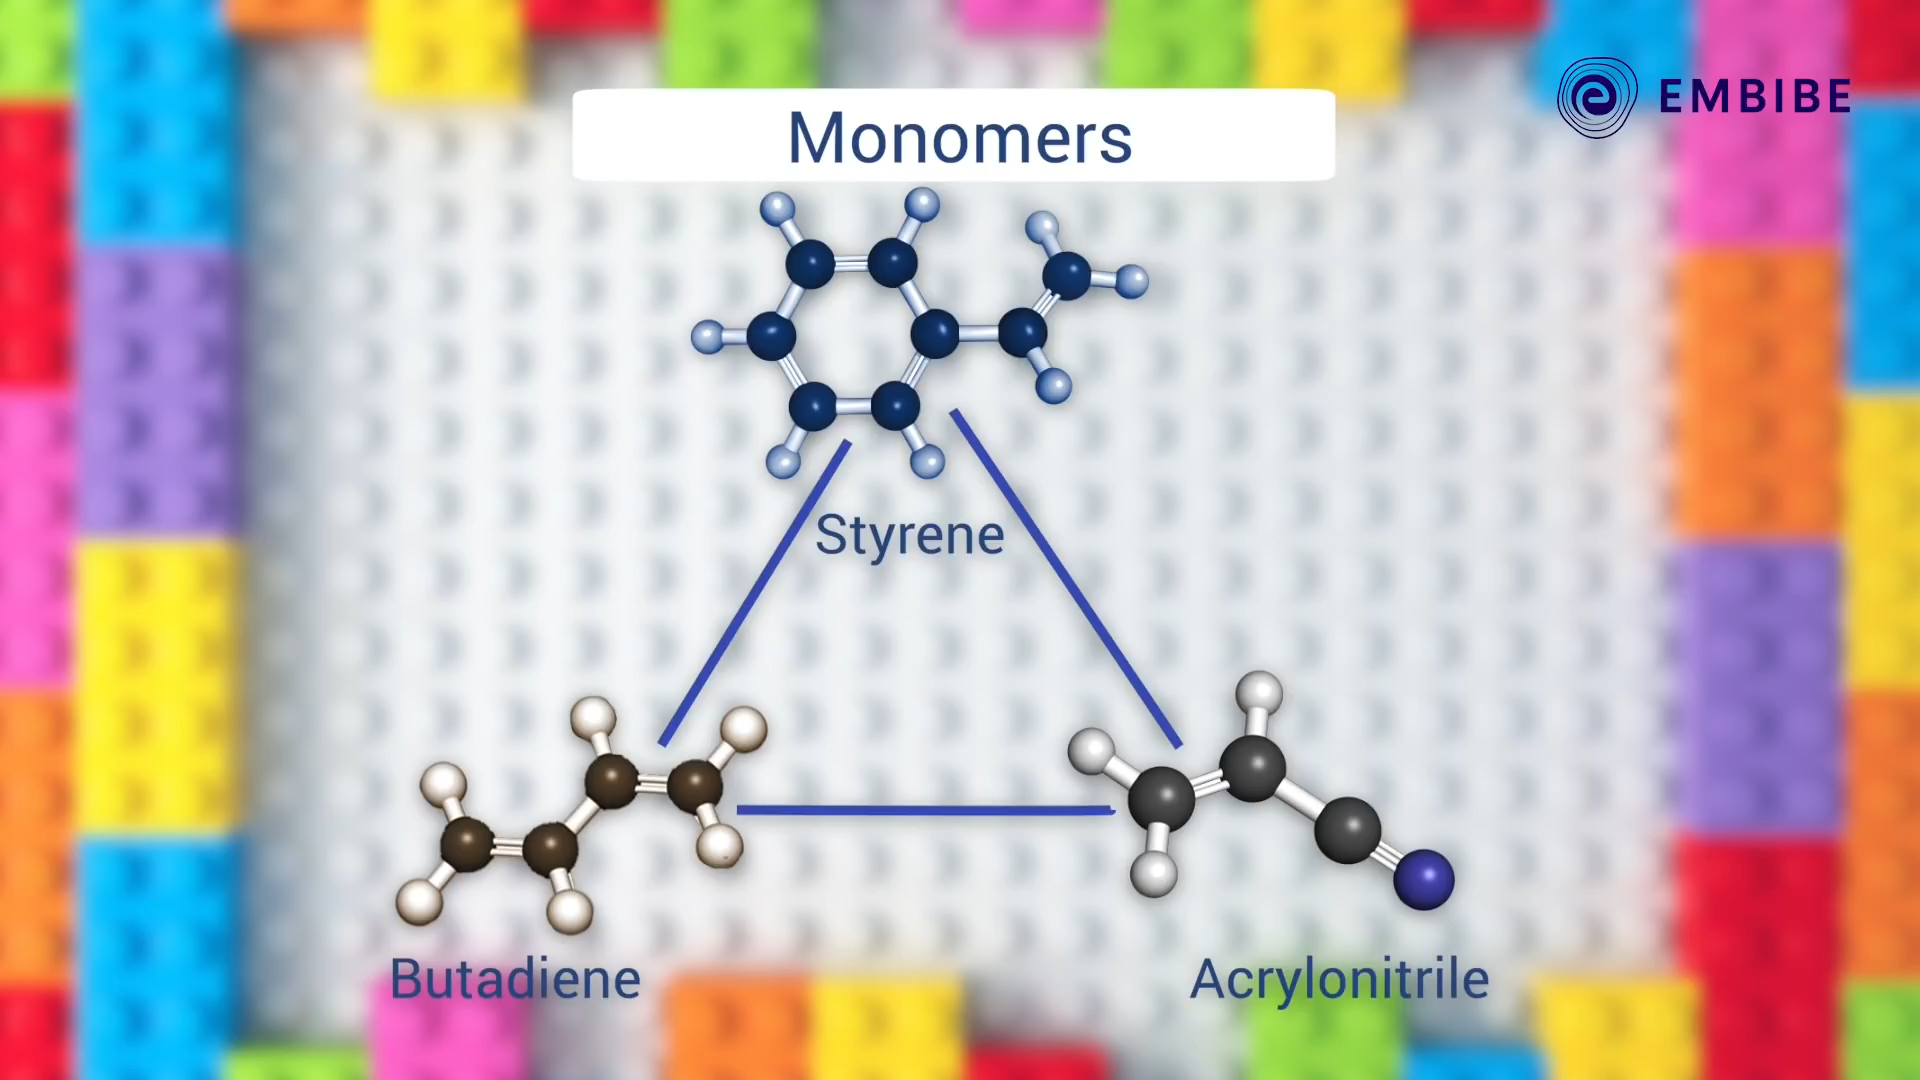 EMBIBE
Monomers
Styrene
Butadiene
Acrylonitrile